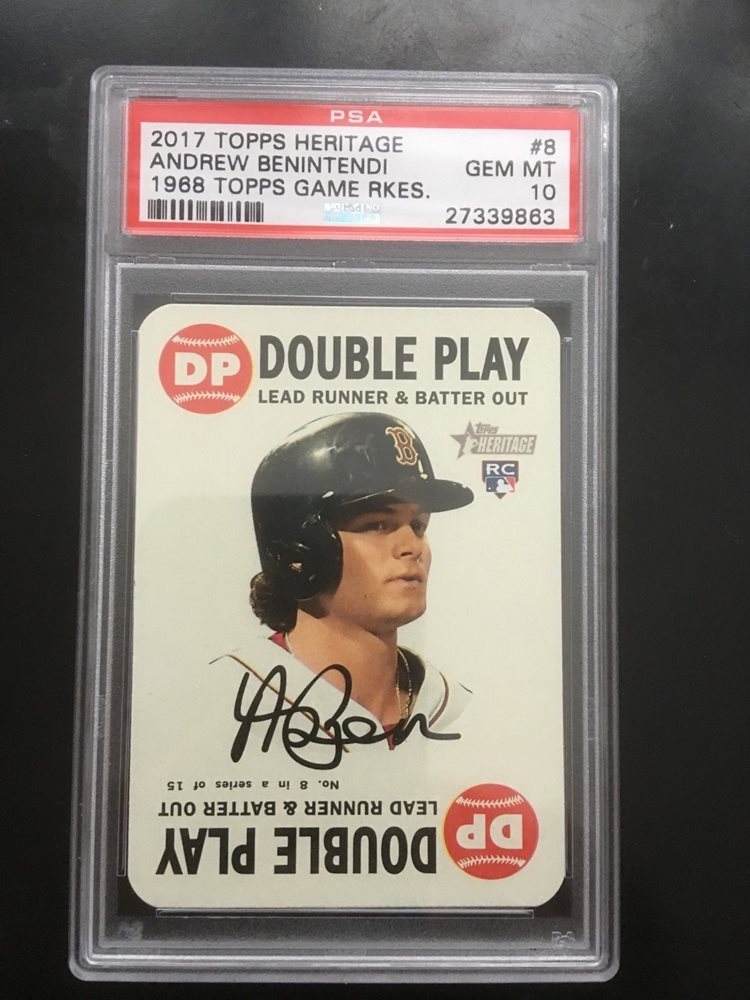 PSA
2017 TOPPS HERITAGE #8
ANDREW BENINTENDI GEM MT
1968 TOPPS GAME RKES. 10
27339863
DP DOUBLE PLAY
LEAD RUNNER & BATTER OUT
Topps
HERITAGE
RC
B
ABen
No. 8 in a series of 15
LEAD RUNNER & BATTER OUT
DP DOUBLE PLAY